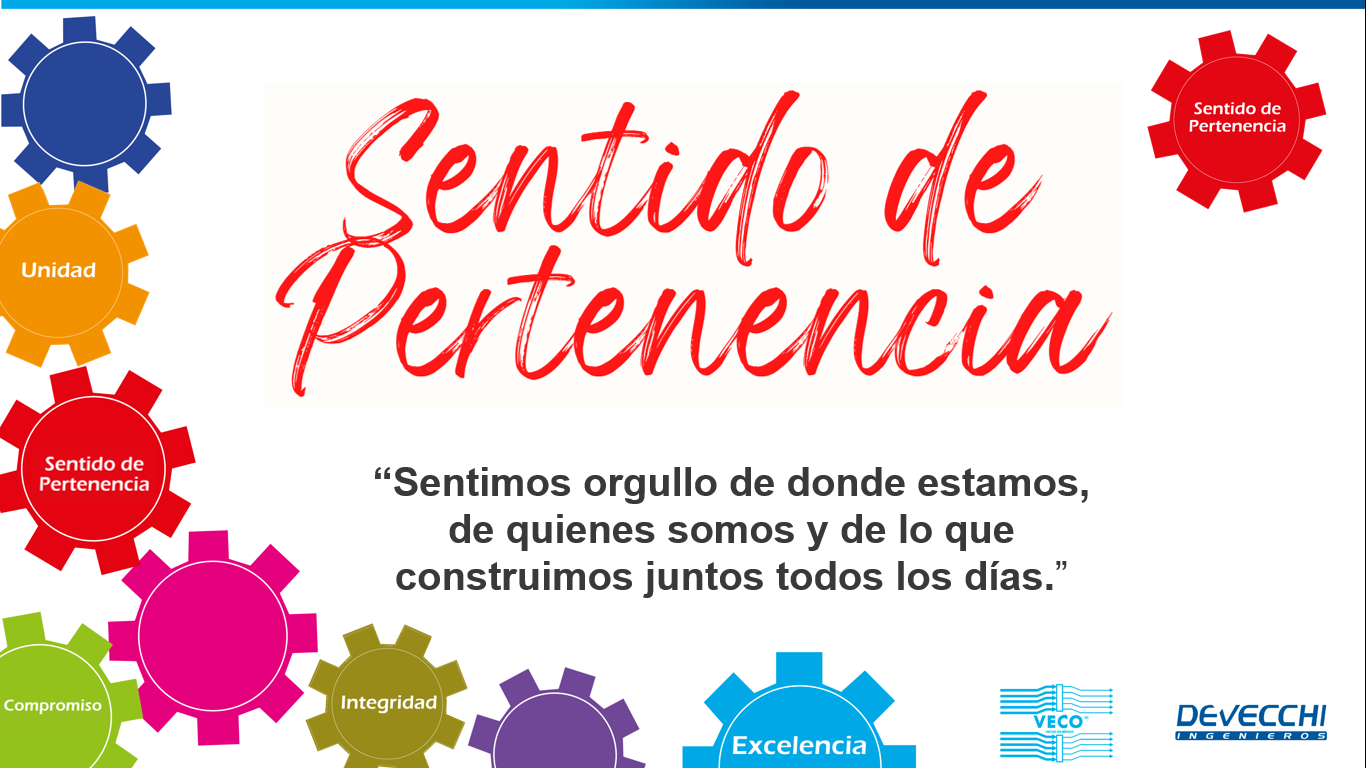 Sentido de
Pertenencia
Sentido de
Pertenencia
Unidad
Sentido de
Pertenencia
“Sentimos orgullo de donde estamos,
de quienes somos y de lo que
construimos juntos todos los días.”
Compromiso
Integridad
Excelencia
VECO
DEVECCHI
INGENIEROS